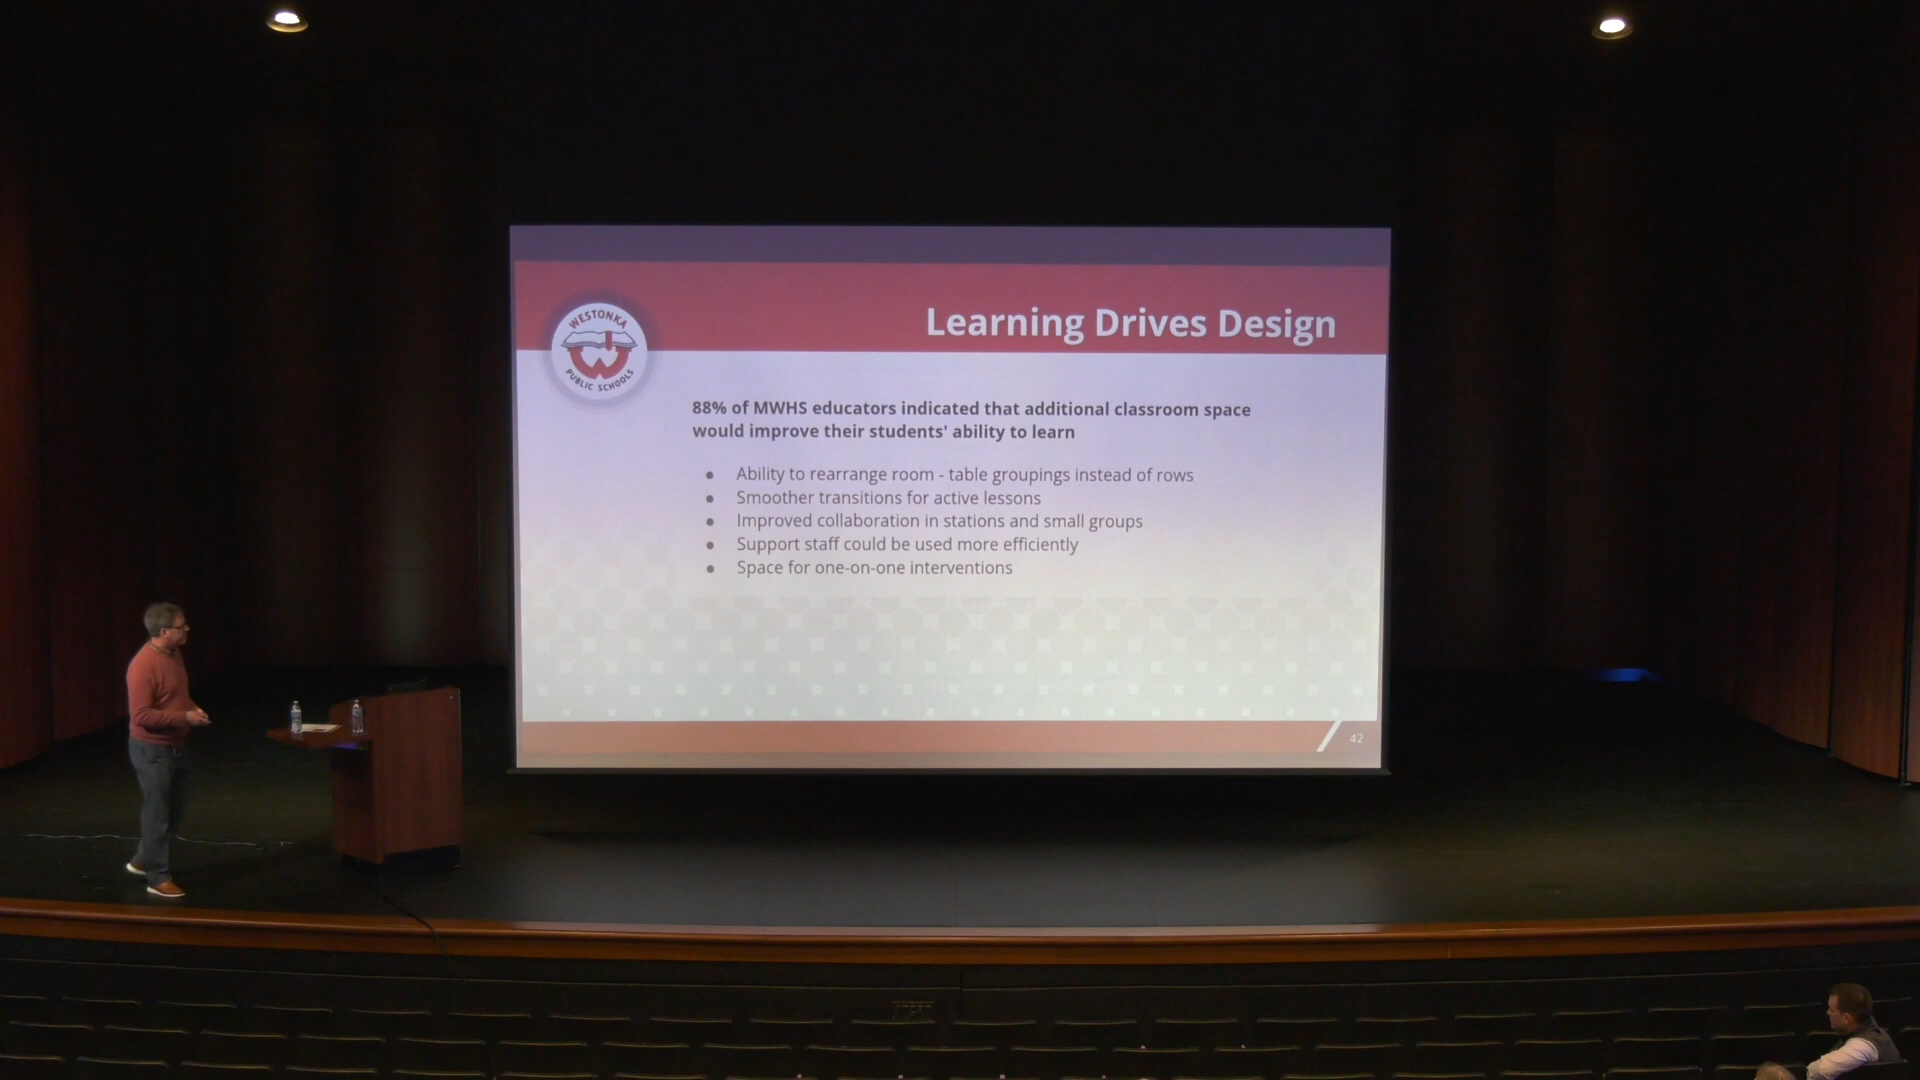 Learning Drives Design
WESTONKA
PUBLIC SCHOOLS
88% of MWHS educators indicated that additional classroom space
would improve their students' ability to learn
● Ability to rearrange room - table groupings instead of rows
● Smoother transitions for active lessons
● Improved collaboration in stations and small groups
● Support staff could be used more efficiently
● Space for one-on-one interventions
42